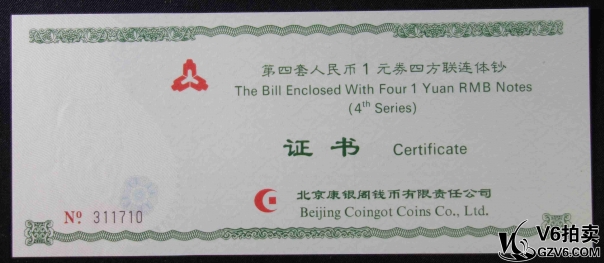 第四套人民币1元券四方联连体钞
The Bill Enclosed With Four 1 Yuan RMB Notes
(4th Series)
证书 Certificate
北京康银阁钱币有限责任公司
Beijing Coingot Coins Co., Ltd.
Nº 311710
V6拍卖
GZV6.COM